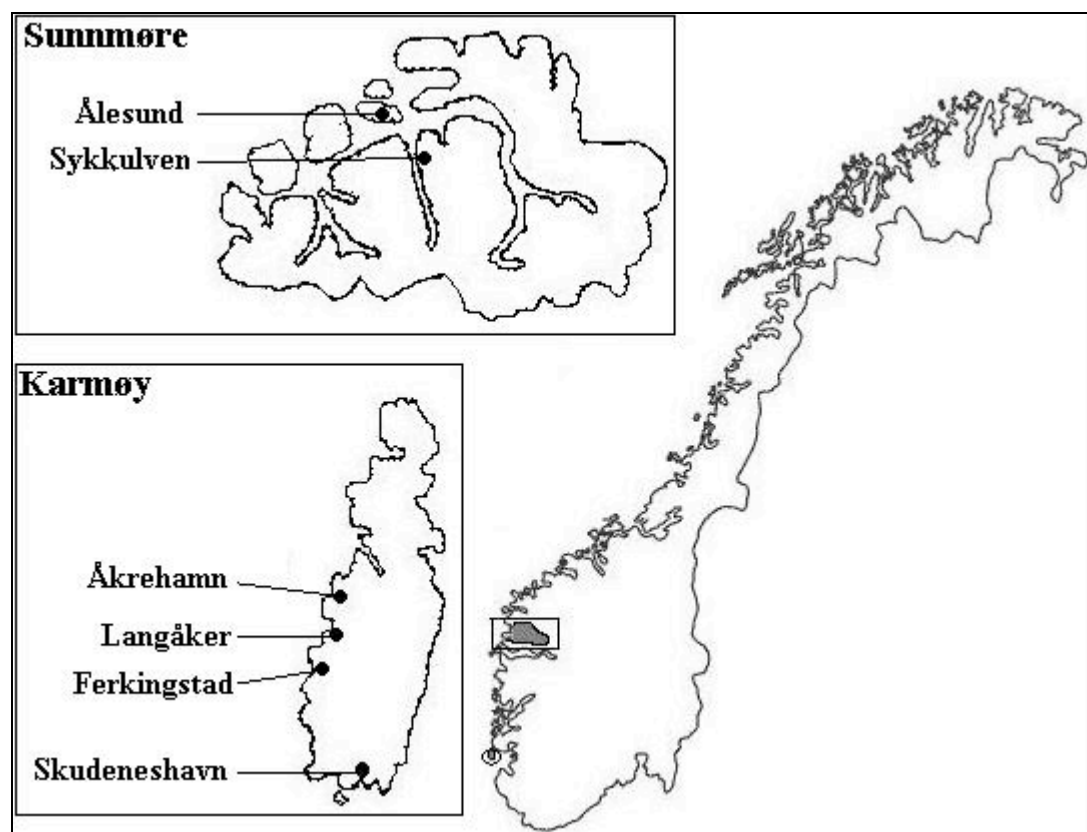 Sunnmøre
Ålesund
Sykkulven
Karmøy
Åkrehamn
Langåker
Ferkingstad
Skudeneshavn